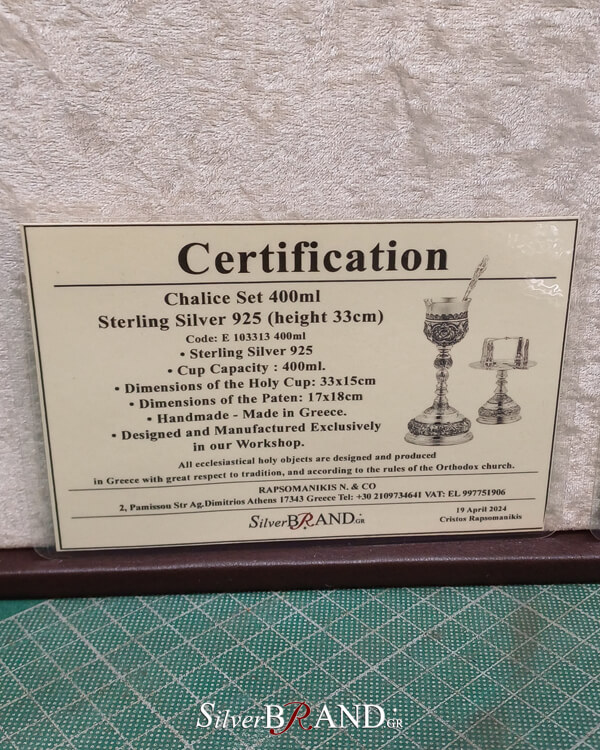 Certification
Chalice Set 400ml
Sterling Silver 925 (height 33cm)
Code: E 103313 400ml
• Sterling Silver 925
• Cup Capacity : 400ml.
• Dimensions of the Holy Cup: 33x15cm
• Dimensions of the Paten: 17x18cm
• Handmade - Made in Greece.
• Designed and Manufactured Exclusively
in our Workshop.
All ecclesiastical holy objects are designed and produced
in Greece with great respect to tradition, and according to the rules of the Orthodox church.
RAPSOMANIKIS N. & CO
2, Pamissou Str Ag.Dimitrios Athens 17343 Greece Tel: +30 2109734641 VAT: EL 997751906
SilverBRAND.GR
19 April 2024
Cristos Rapsomanikis
SilverBRAND.GR